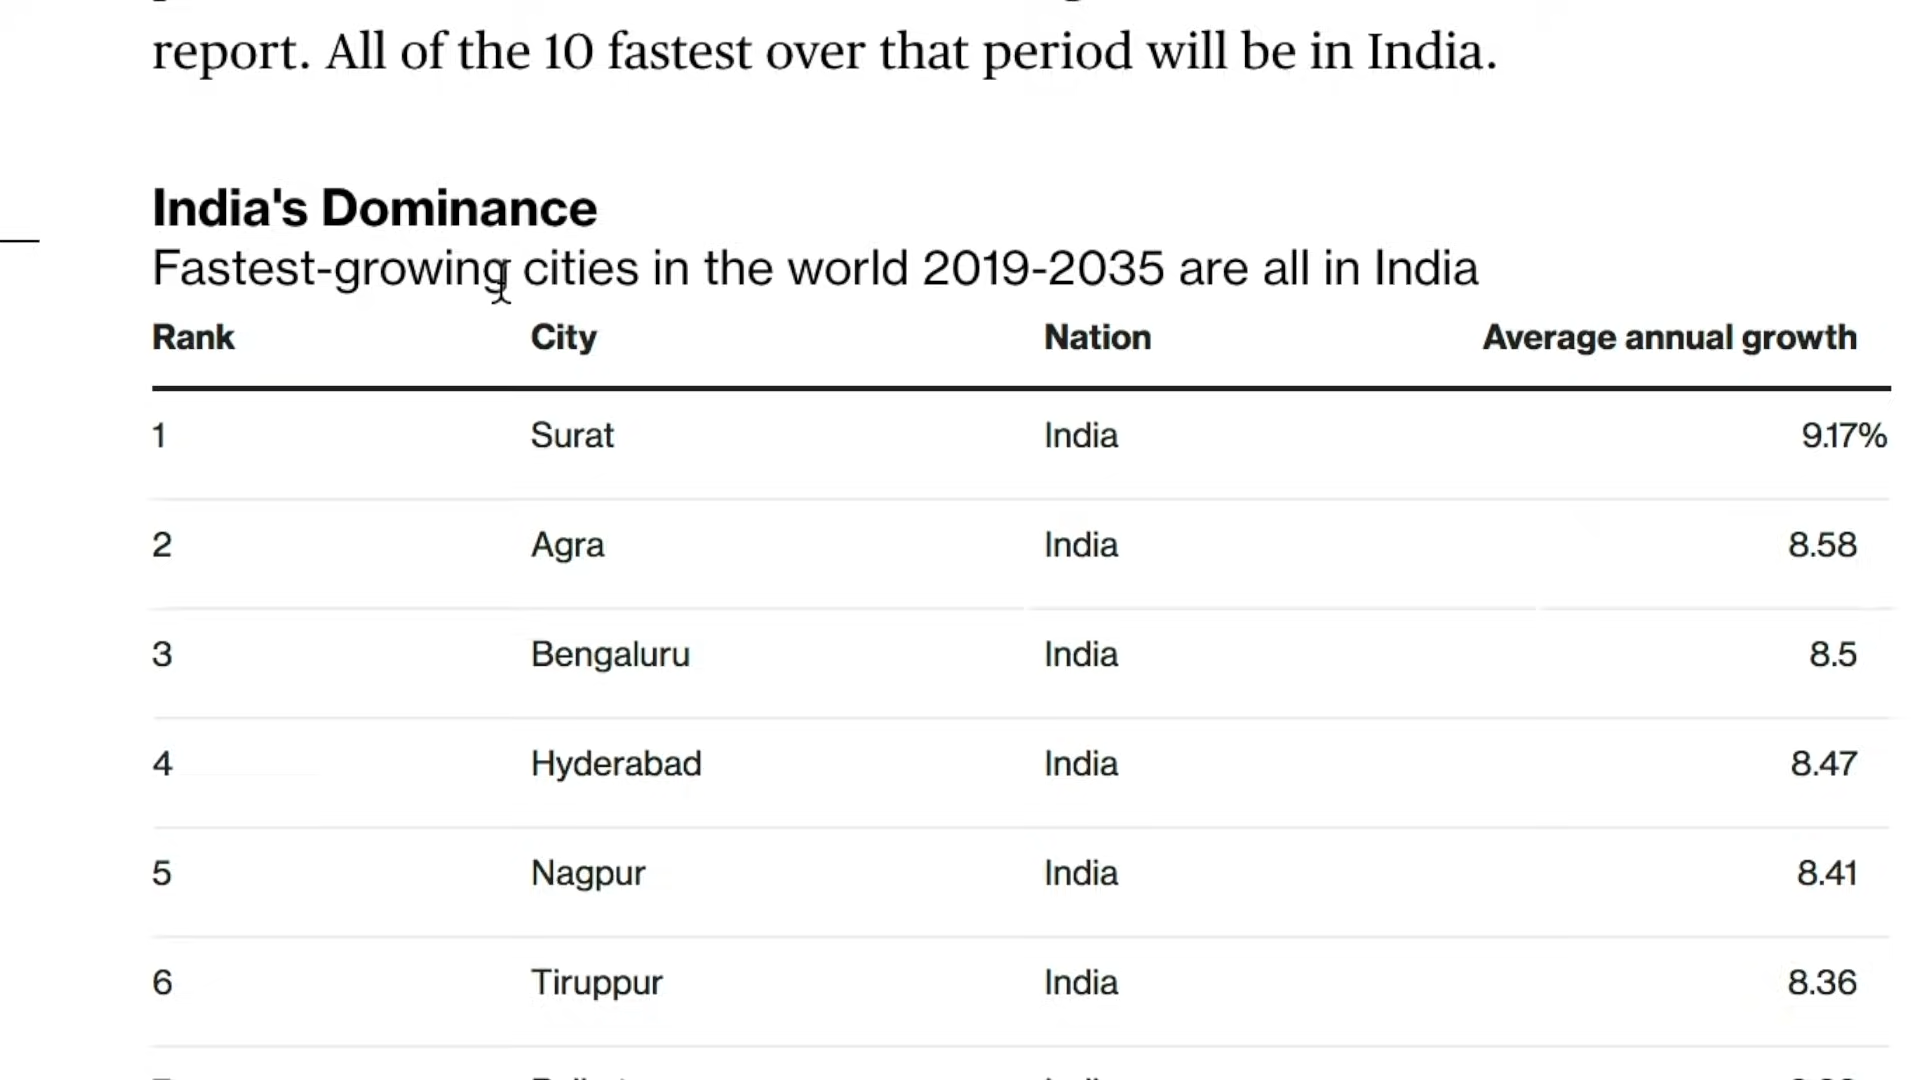 report. All of the 10 fastest over that period will be in India.
India's Dominance
Fastest-growing cities in the world 2019-2035 are all in India
Rank City Nation Average annual growth
1 Surat India 9.17%
2 Agra India 8.58
3 Bengaluru India 8.5
4 Hyderabad India 8.47
5 Nagpur India 8.41
6 Tiruppur India 8.36